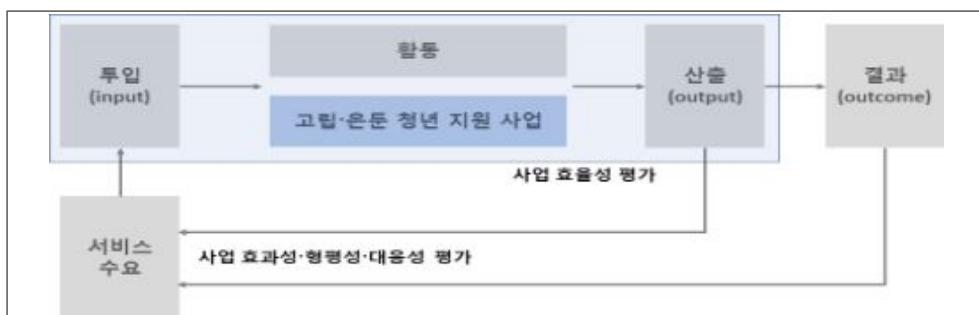 투입
(input)
활동
고립·은둔 청년 지원 사업
산출
(output)
결과
(outcome)
사업 효율성 평가
서비스
수요
사업 효과성·형평성·대응성 평가